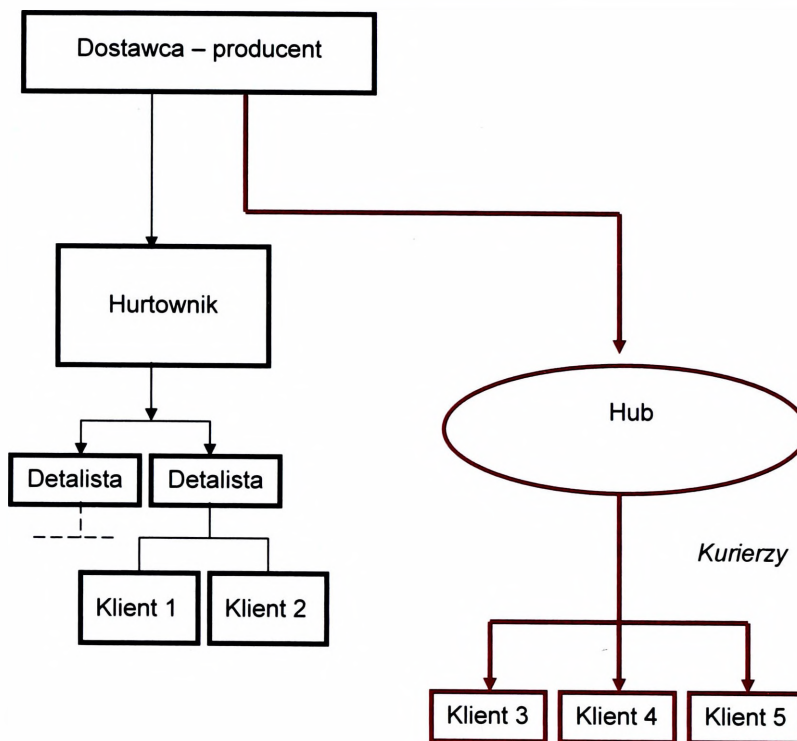 Dostawca – producent
Hurtownik
Hub
Detalista
Detalista
Kurierzy
Klient 1
Klient 2
Klient 3
Klient 4
Klient 5